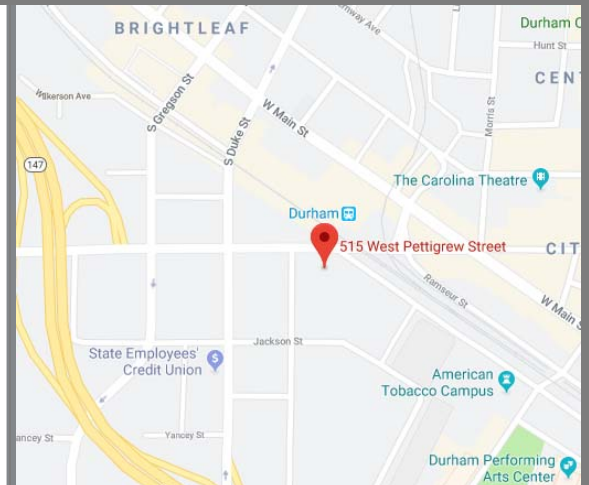 BRIGHTLEAF
Durham C
Hunt St
CEN
Wilkerson Ave
S Gregson St
S Duke St
W Main St
Morris St
147
The Carolina Theatre
Durham
515 West Pettigrew Street
CIT
Ramseur st
W Main S
Jackson St
State Employees'
Credit Union
American
Tobacco Campus
ancey St
Yancey St
Durham Performing
Arts Center